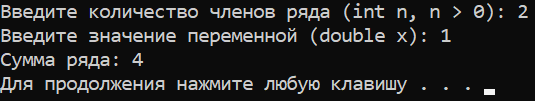 Введите количество членов ряда (int n, n > 0): 2
Введите значение переменной (double x): 1
Сумма ряда: 4
Для продолжения нажмите любую клавишу . . .